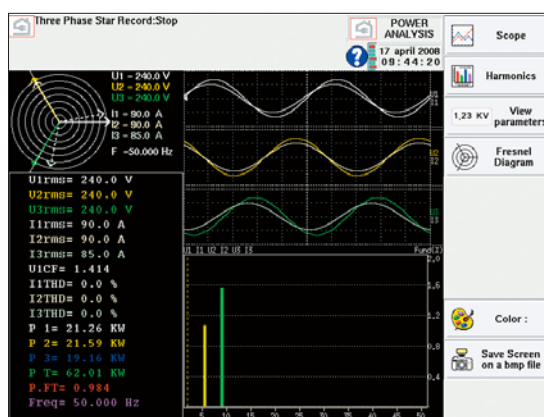 Three Phase Star Record:Stop
POWER
ANALYSIS
17 april 2008
09:44:20
Scope
Harmonics
1,23 KV
View
parameters
Fresnel
Diagram
Color :
Save Screen
on a bmp file
U1 = 240.0 V
U2 = 240.0 V
U3 = 240.0 V
I1 = 90.0 A
I2 = 90.0 A
I3 = 85.0 A
F =50.000 Hz
U1
I1
U2
I2
U3
I3
U1rms= 240.0 V
U2rms= 240.0 V
U3rms= 240.0 V
I1rms= 90.0 A
I2rms= 90.0 A
I3rms= 85.0 A
U1CF= 1.414
I1THD= 0.0 %
I2THD= 0.0 %
I3THD= 0.0 %
P 1= 21.26 KW
P 2= 21.59 KW
P 3= 19.16 KW
P T= 62.01 KW
P.FT= 0.984
Freq= 50.000 Hz
U1 I1 U2 I2 U3 I3
2.0
1.6
1.2
0.8
0.4
5 10 15 20 25 30 35 40 45 50